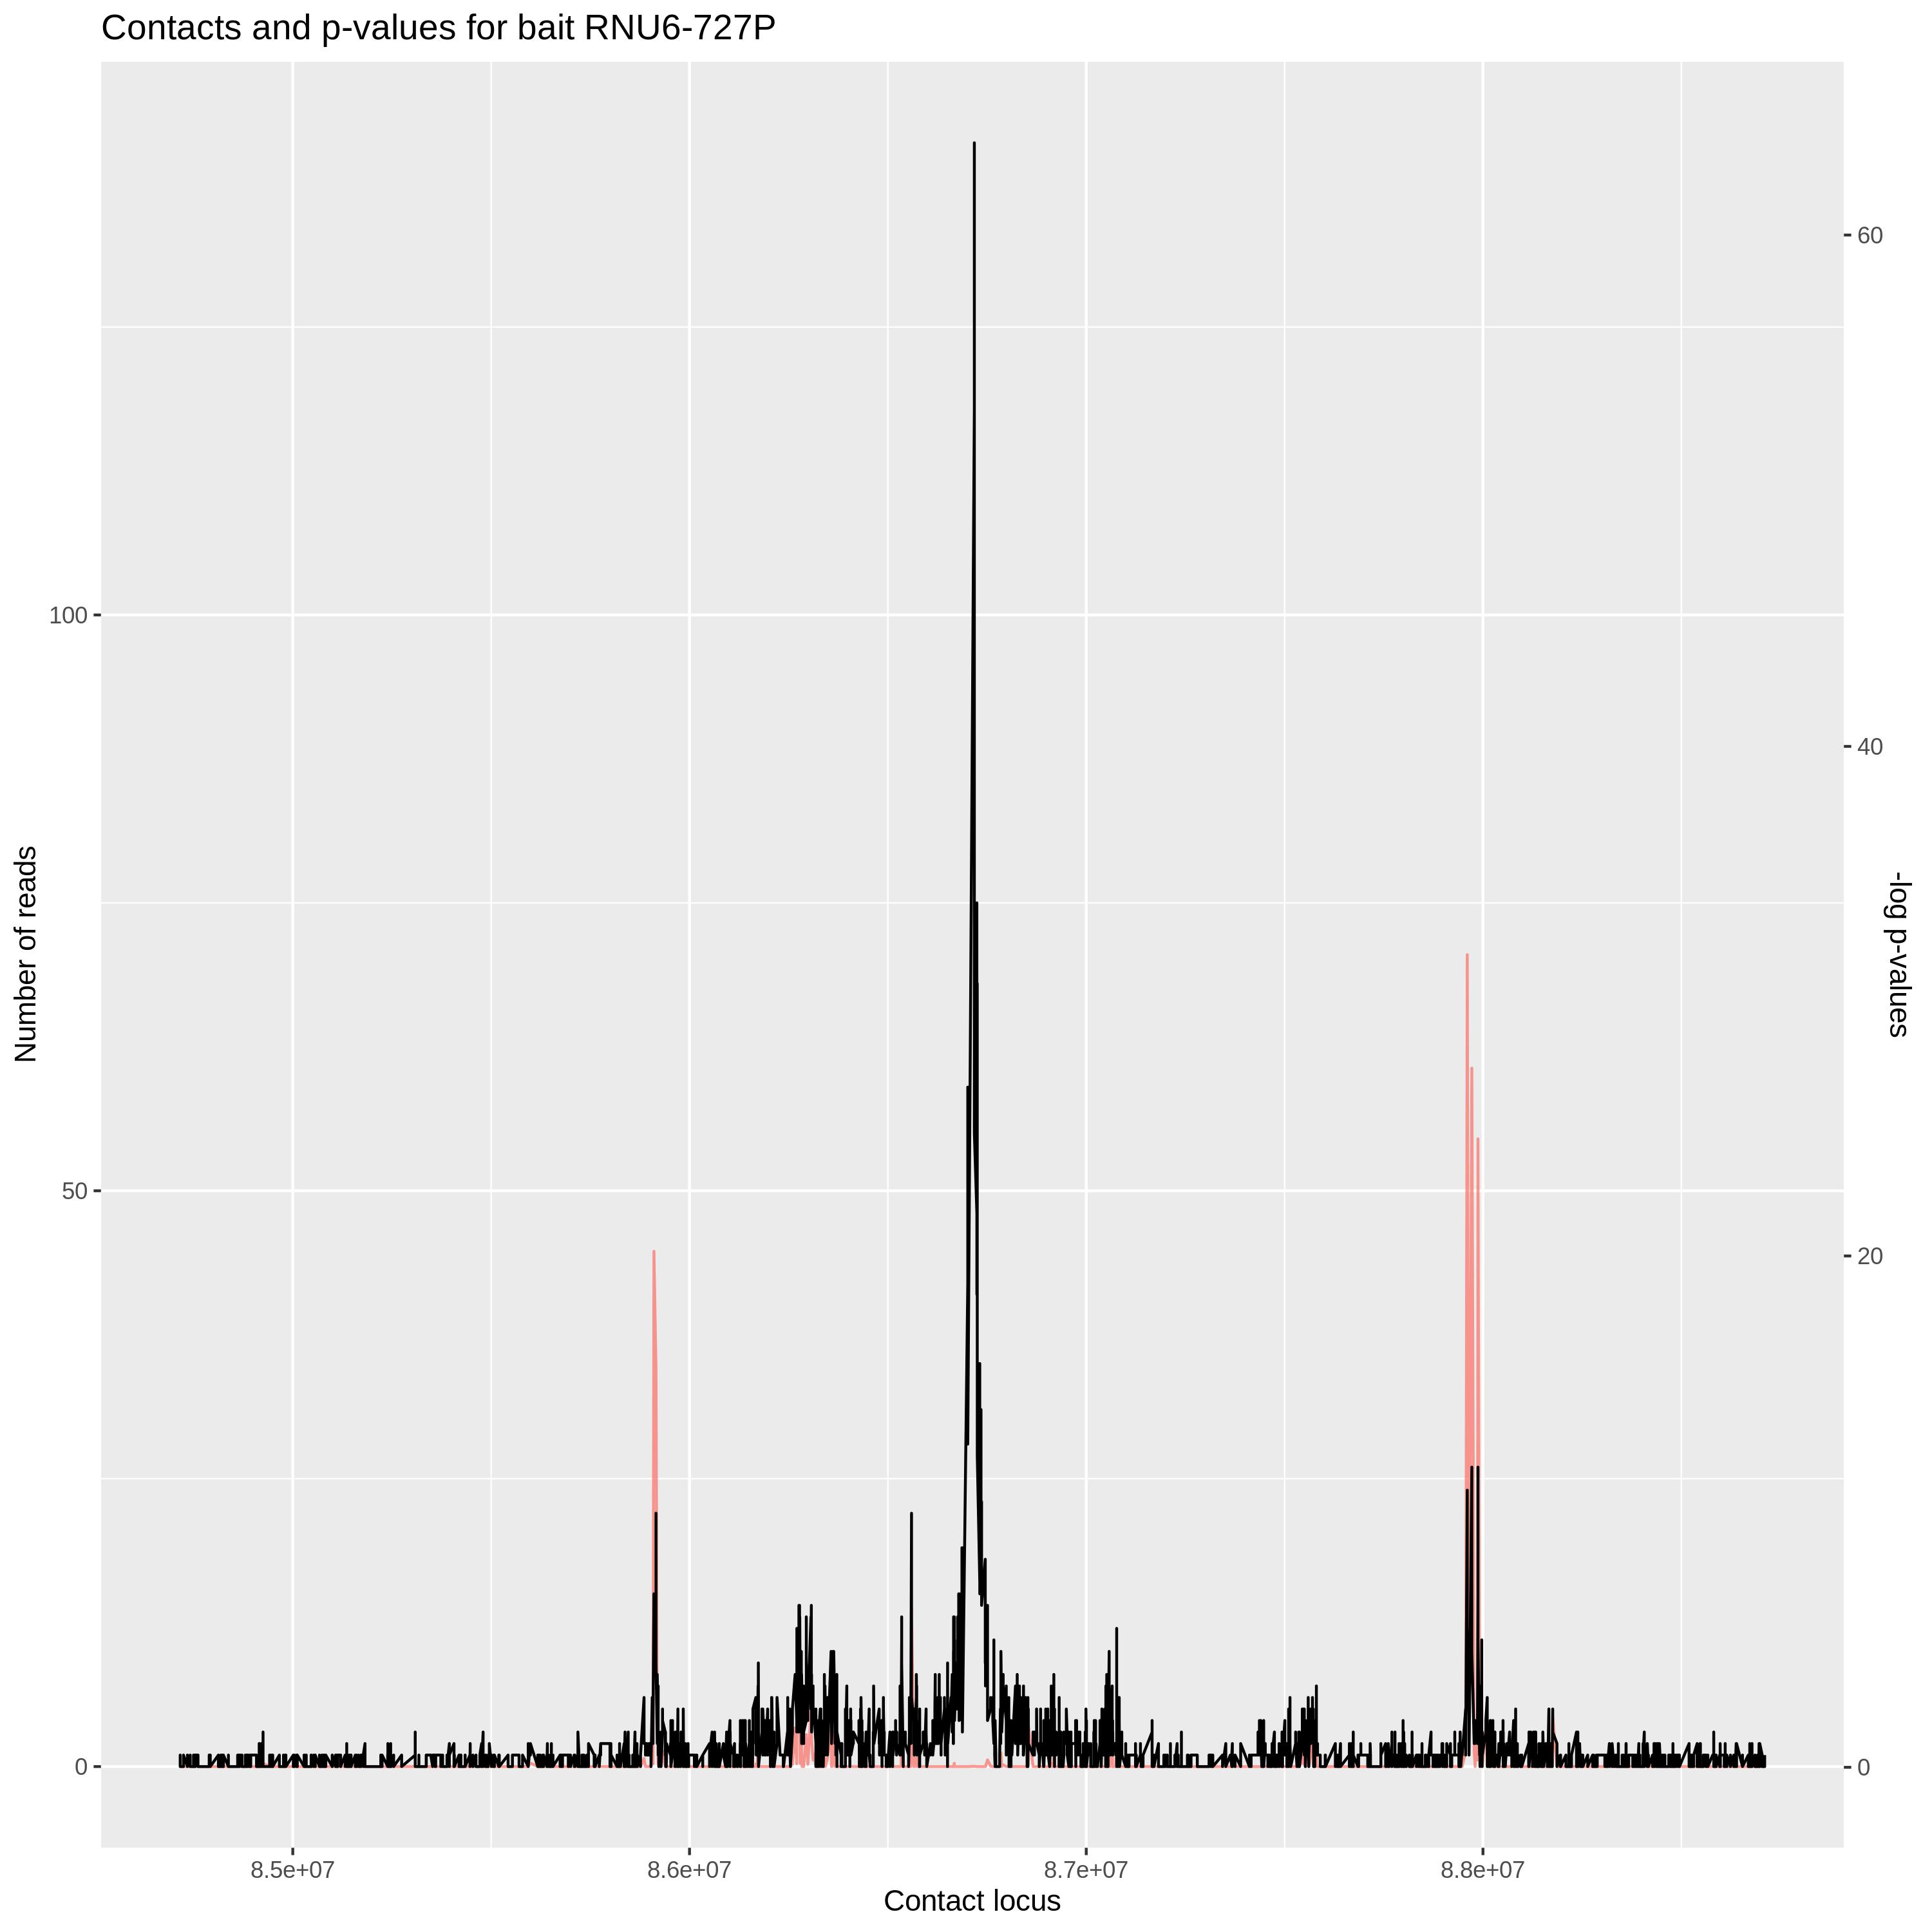 Contacts and p-values for bait RNU6-727P
60
100
40
Number of reads
-log p-values
50
20
0
0
8.5e+07
8.6e+07
8.7e+07
8.8e+07
Contact locus